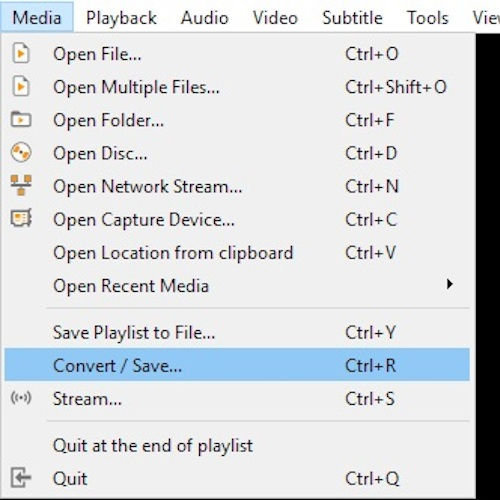 Media Playback Audio Video Subtitle Tools
Open File... Ctrl+O
Open Multiple Files... Ctrl+Shift+O
Open Folder... Ctrl+F
Open Disc... Ctrl+D
Open Network Stream... Ctrl+N
Open Capture Device... Ctrl+C
Open Location from clipboard Ctrl+V
Open Recent Media
Save Playlist to File... Ctrl+Y
Convert / Save... Ctrl+R
Stream... Ctrl+S
Quit at the end of playlist
Quit Ctrl+Q